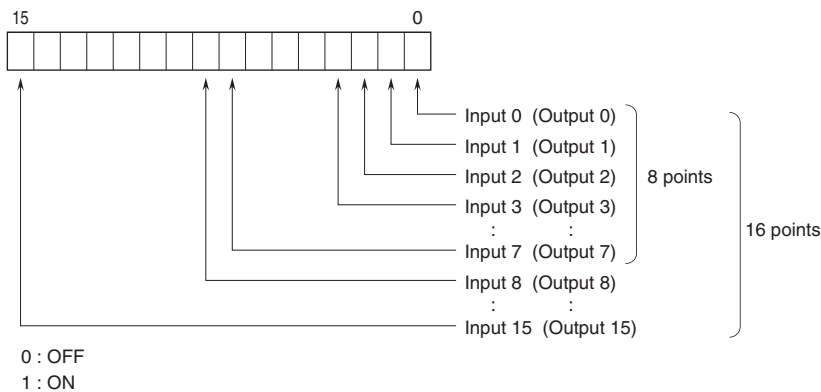 15 0
Input 0 (Output 0)
Input 1 (Output 1)
Input 2 (Output 2)
8 points
Input 3 (Output 3)
: :
16 points
Input 7 (Output 7)
Input 8 (Output 8)
: :
Input 15 (Output 15)
0 : OFF
1 : ON